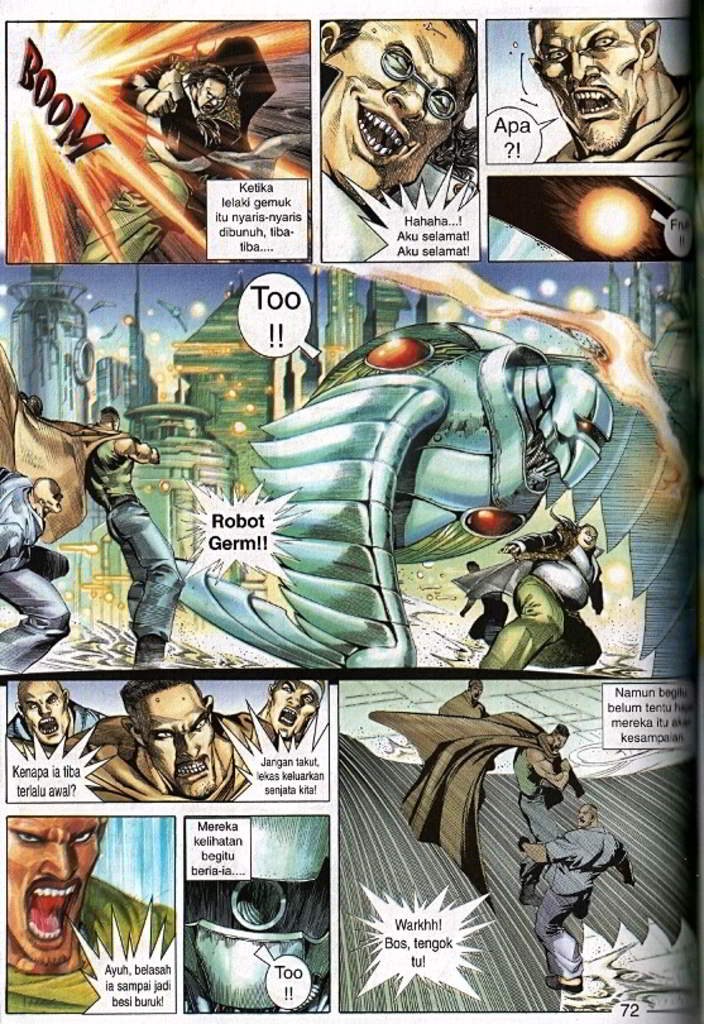 BOOM
Ketika
lelaki gemuk
itu nyaris-nyaris
dibunuh, tiba-
tiba....
Hahaha...!
Aku selamat!
Aku selamat!
Apa
?!
!!
Too
!!
Robot
Germ!!
Kenapa ia tiba
terlalu awal?
Jangan takut,
lekas keluarkan
senjata kita!
Namun begitu
belum tentu
mereka itu
kesampaian
Ayuh, belasah
ia sampai jadi
besi buruk!
Mereka
kelihatan
begitu
beria-ia....
Too
!!
Warkhh!
Bos, tengok
tu!
72